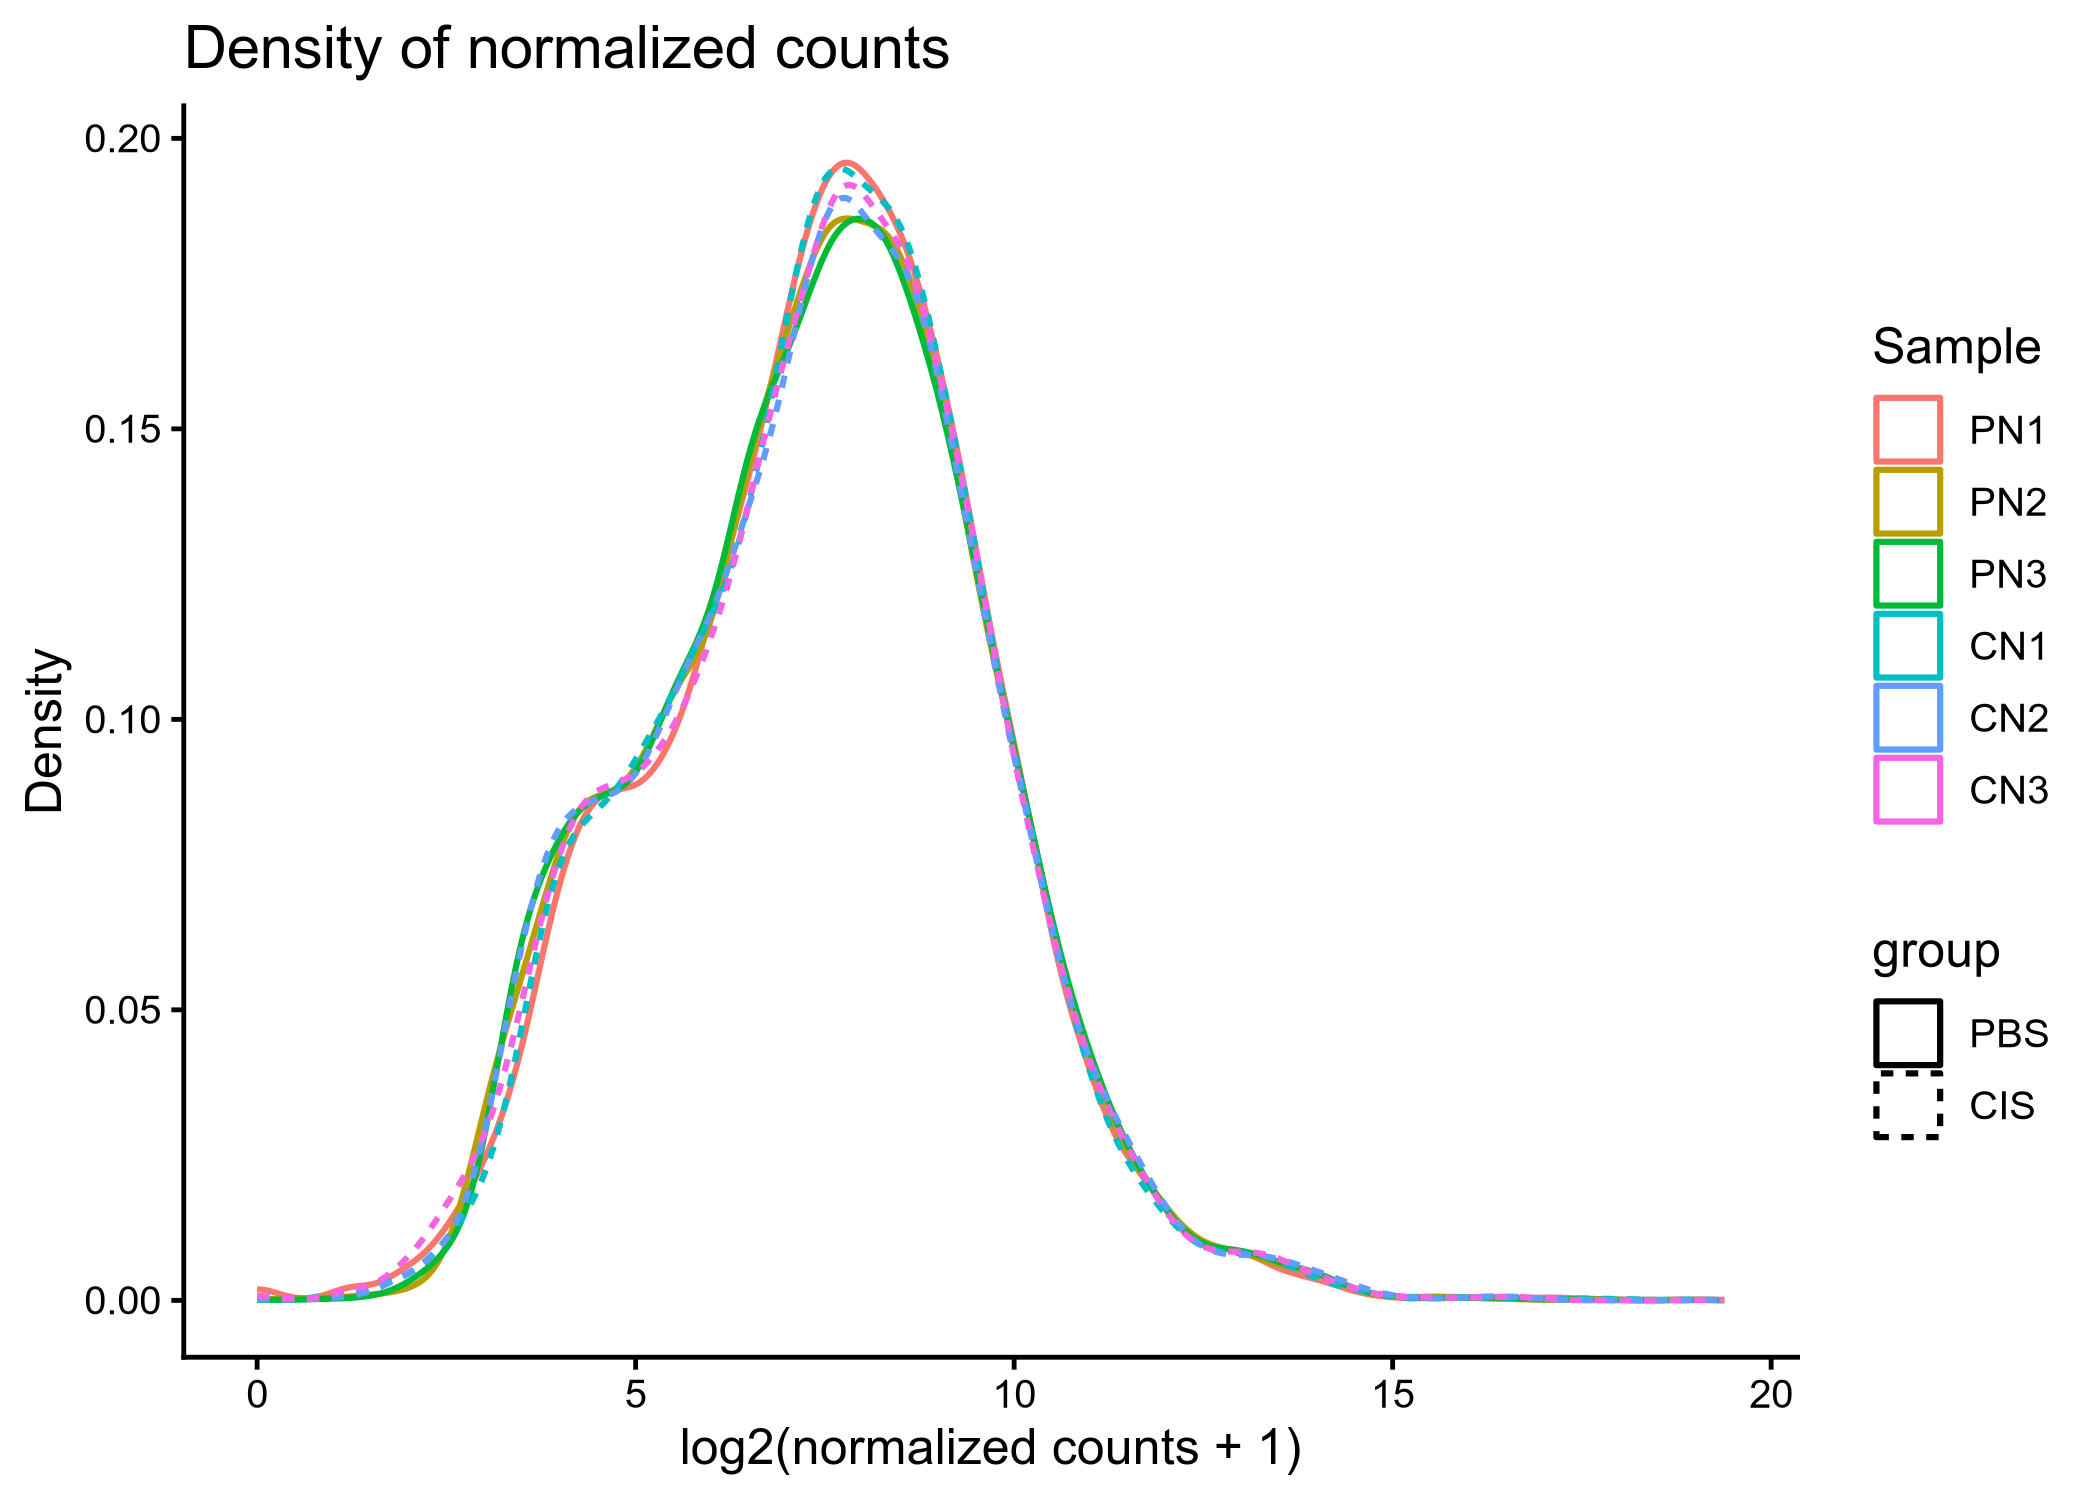 Density of normalized counts
0.20
0.15
0.10
0.05
0.00
Density
0 5 10 15 20
log2(normalized counts + 1)
Sample
PN1
PN2
PN3
CN1
CN2
CN3
group
PBS
CIS